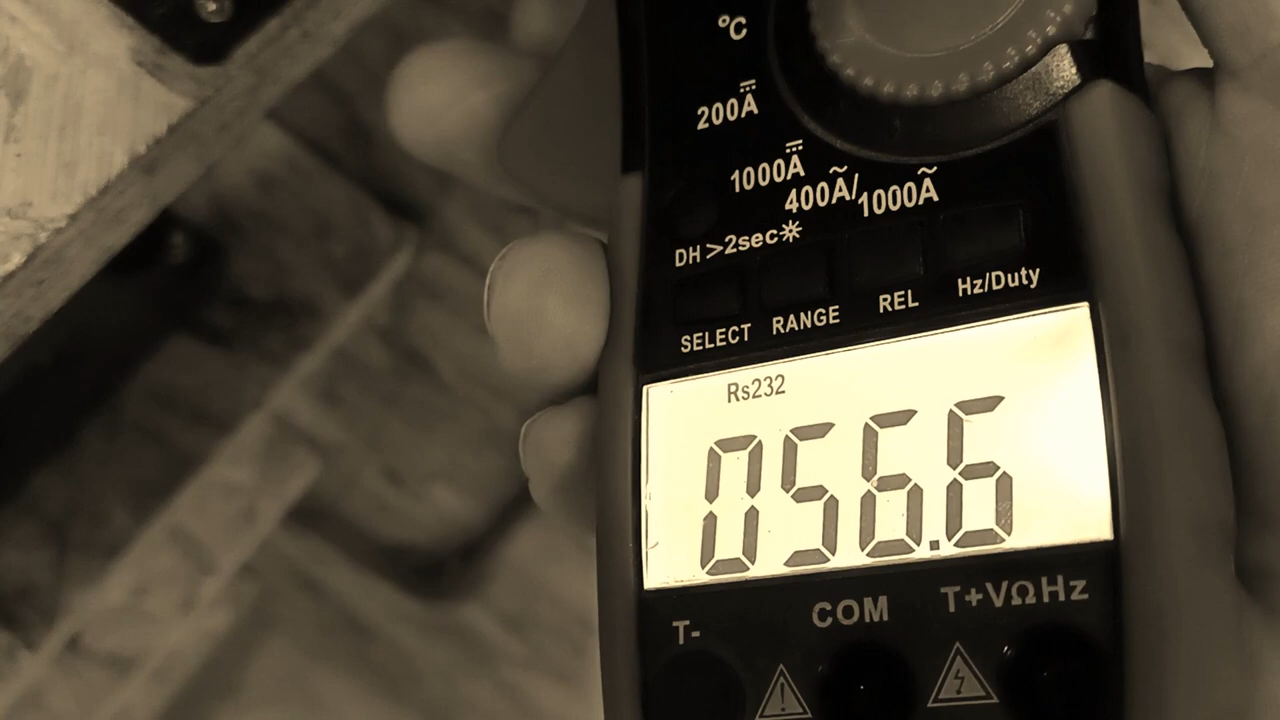 °C
200A
1000A
400A/1000A
DH >2sec
SELECT RANGE REL Hz/Duty
Rs232
056.6
T- COM T+VΩHz